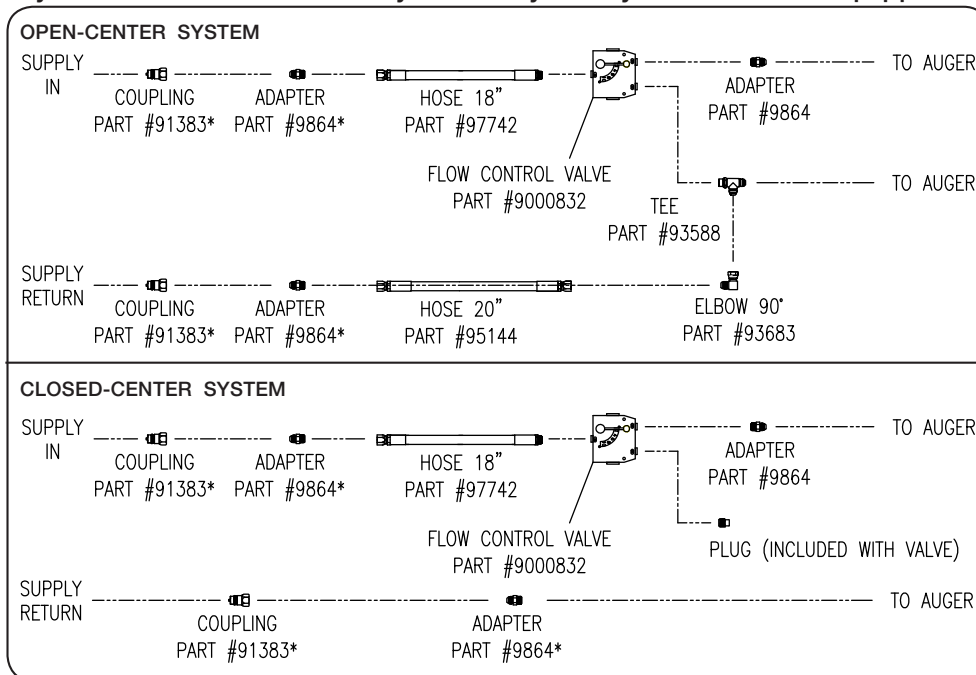 OPEN-CENTER SYSTEM
SUPPLY
IN
COUPLING
PART #91383*
ADAPTER
PART #9864*
HOSE 18"
PART #97742
FLOW CONTROL VALVE
PART #9000832
ADAPTER
PART #9864
TO AUGER
TEE
PART #93588
TO AUGER
SUPPLY
RETURN
COUPLING
PART #91383*
ADAPTER
PART #9864*
HOSE 20"
PART #95144
ELBOW 90°
PART #93683
CLOSED-CENTER SYSTEM
SUPPLY
IN
COUPLING
PART #91383*
ADAPTER
PART #9864*
HOSE 18"
PART #97742
FLOW CONTROL VALVE
PART #9000832
ADAPTER
PART #9864
TO AUGER
PLUG (INCLUDED WITH VALVE)
SUPPLY
RETURN
COUPLING
PART #91383*
ADAPTER
PART #9864*
TO AUGER